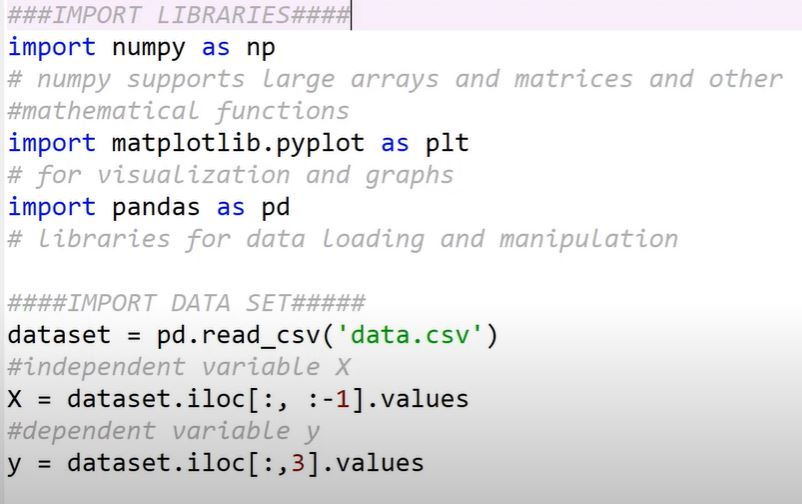 ###IMPORT LIBRARIES####
import numpy as np
# numpy supports large arrays and matrices and other
#mathematical functions
import matplotlib.pyplot as plt
# for visualization and graphs
import pandas as pd
# libraries for data loading and manipulation
####IMPORT DATA SET#####
dataset = pd.read_csv('data.csv')
#independent variable X
X = dataset.iloc[:, :-1].values
#dependent variable y
y = dataset.iloc[:,3].values